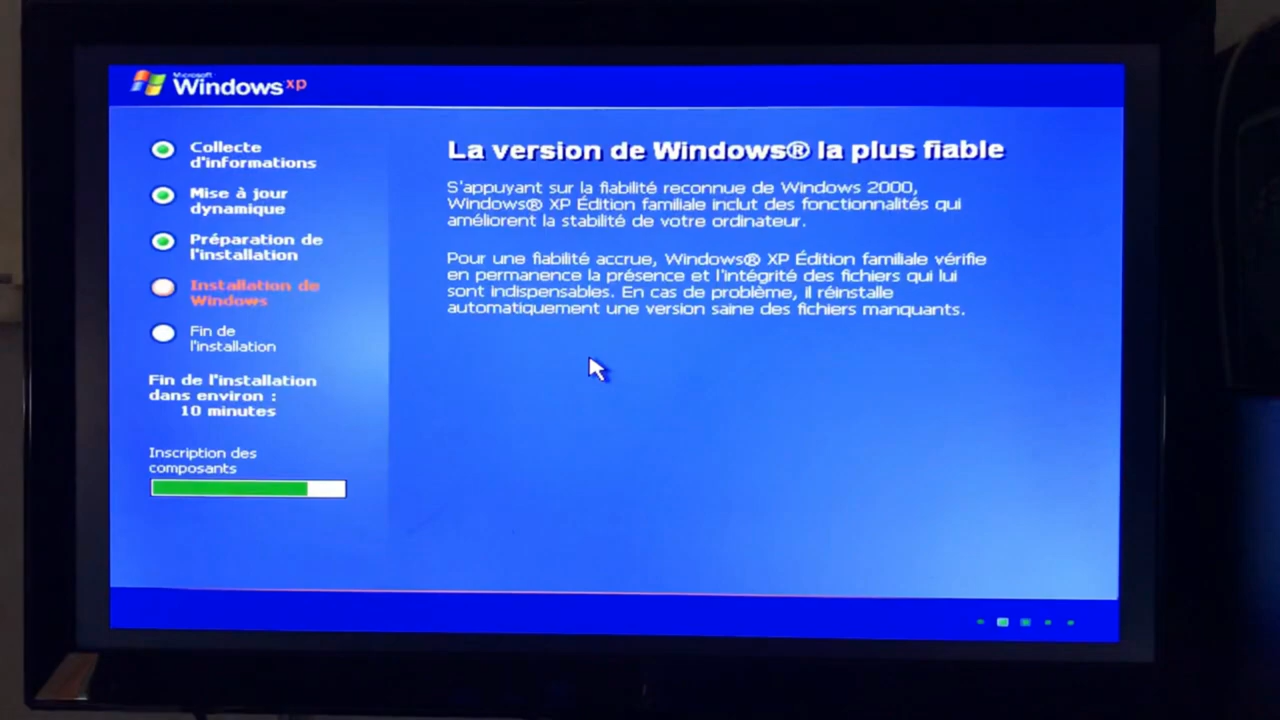 Microsoft
Windows xp
Collecte
d'informations
Mise à jour
dynamique
Préparation de
l'installation
Installation de
Windows
Fin de
l'installation
Fin de l'installation
dans environ :
10 minutes
Inscription des
composants
La version de Windows® la plus fiable
S'appuyant sur la fiabilité reconnue de Windows 2000,
Windows® XP Édition familiale inclut des fonctionnalités qui
améliorent la stabilité de votre ordinateur.
Pour une fiabilité accrue, Windows® XP Édition familiale vérifie
en permanence la présence et l'intégrité des fichiers qui lui
sont indispensables. En cas de problème, il réinstalle
automatiquement une version saine des fichiers manquants.